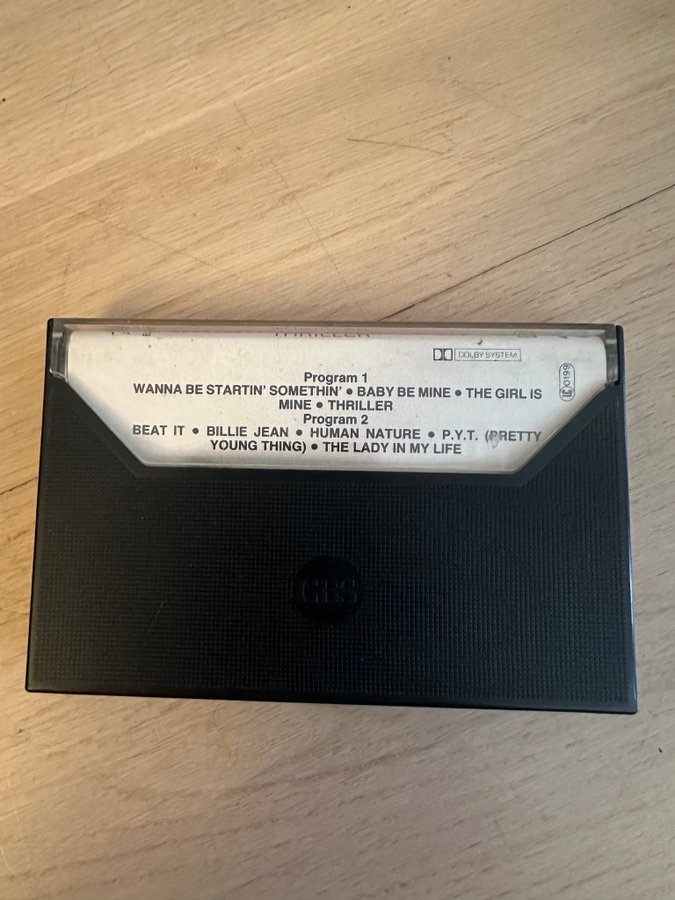 THRILLER
DOLBY SYSTEM
Program 1
WANNA BE STARTIN' SOMETHIN' • BABY BE MINE • THE GIRL IS
MINE • THRILLER
Program 2
BEAT IT • BILLIE JEAN • HUMAN NATURE • P.Y.T. (PRETTY
YOUNG THING) • THE LADY IN MY LIFE
CBS